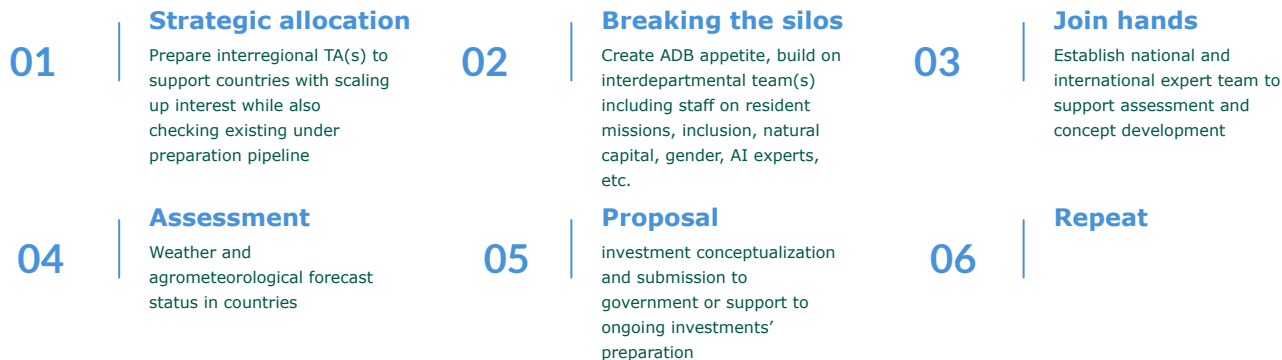 01
Strategic allocation
Prepare interregional TA(s) to
support countries with scaling
up interest while also
checking existing under
preparation pipeline
02
Breaking the silos
Create ADB appetite, build on
interdepartmental team(s)
including staff on resident
missions, inclusion, natural
capital, gender, AI experts,
etc.
03
Join hands
Establish national and
international expert team to
support assessment and
concept development
04
Assessment
Weather and
agrometeorological forecast
status in countries
05
Proposal
investment conceptualization
and submission to
government or support to
ongoing investments’
preparation
06
Repeat